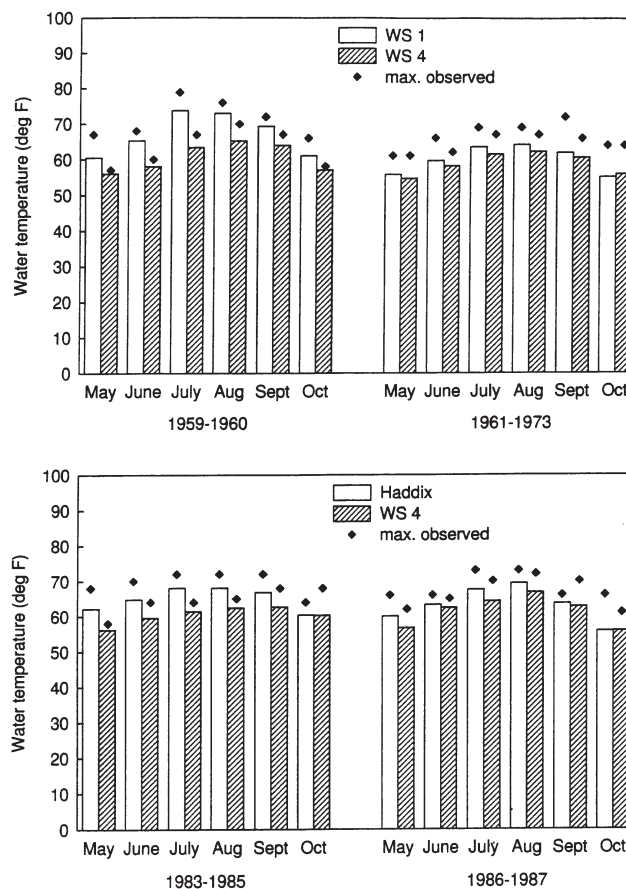 100
90
80
70
60
50
40
30
20
10
0
Water temperature (deg F)
WS 1
WS 4
max. observed
May June July Aug Sept Oct May June July Aug Sept Oct
1959-1960 1961-1973
100
90
80
70
60
50
40
30
20
10
0
Water temperature (deg F)
Haddix
WS 4
max. observed
May June July Aug Sept Oct May June July Aug Sept Oct
1983-1985 1986-1987